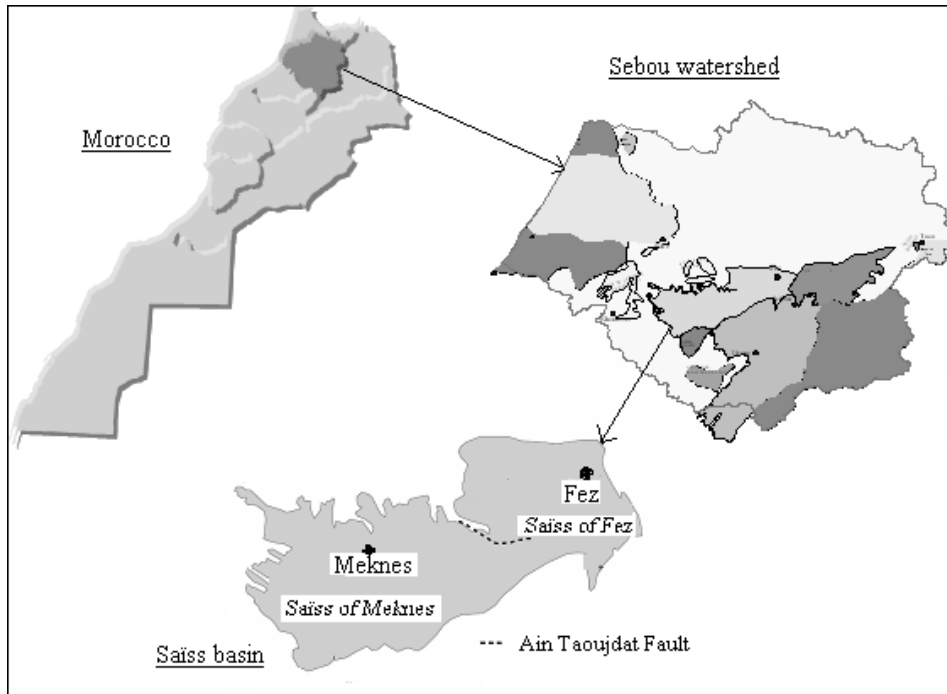 Sebou watershed
Morocco
Fez
Saïss of Fez
Meknes
Saïss of Meknes
Ain Taoujdat Fault
Saïss basin